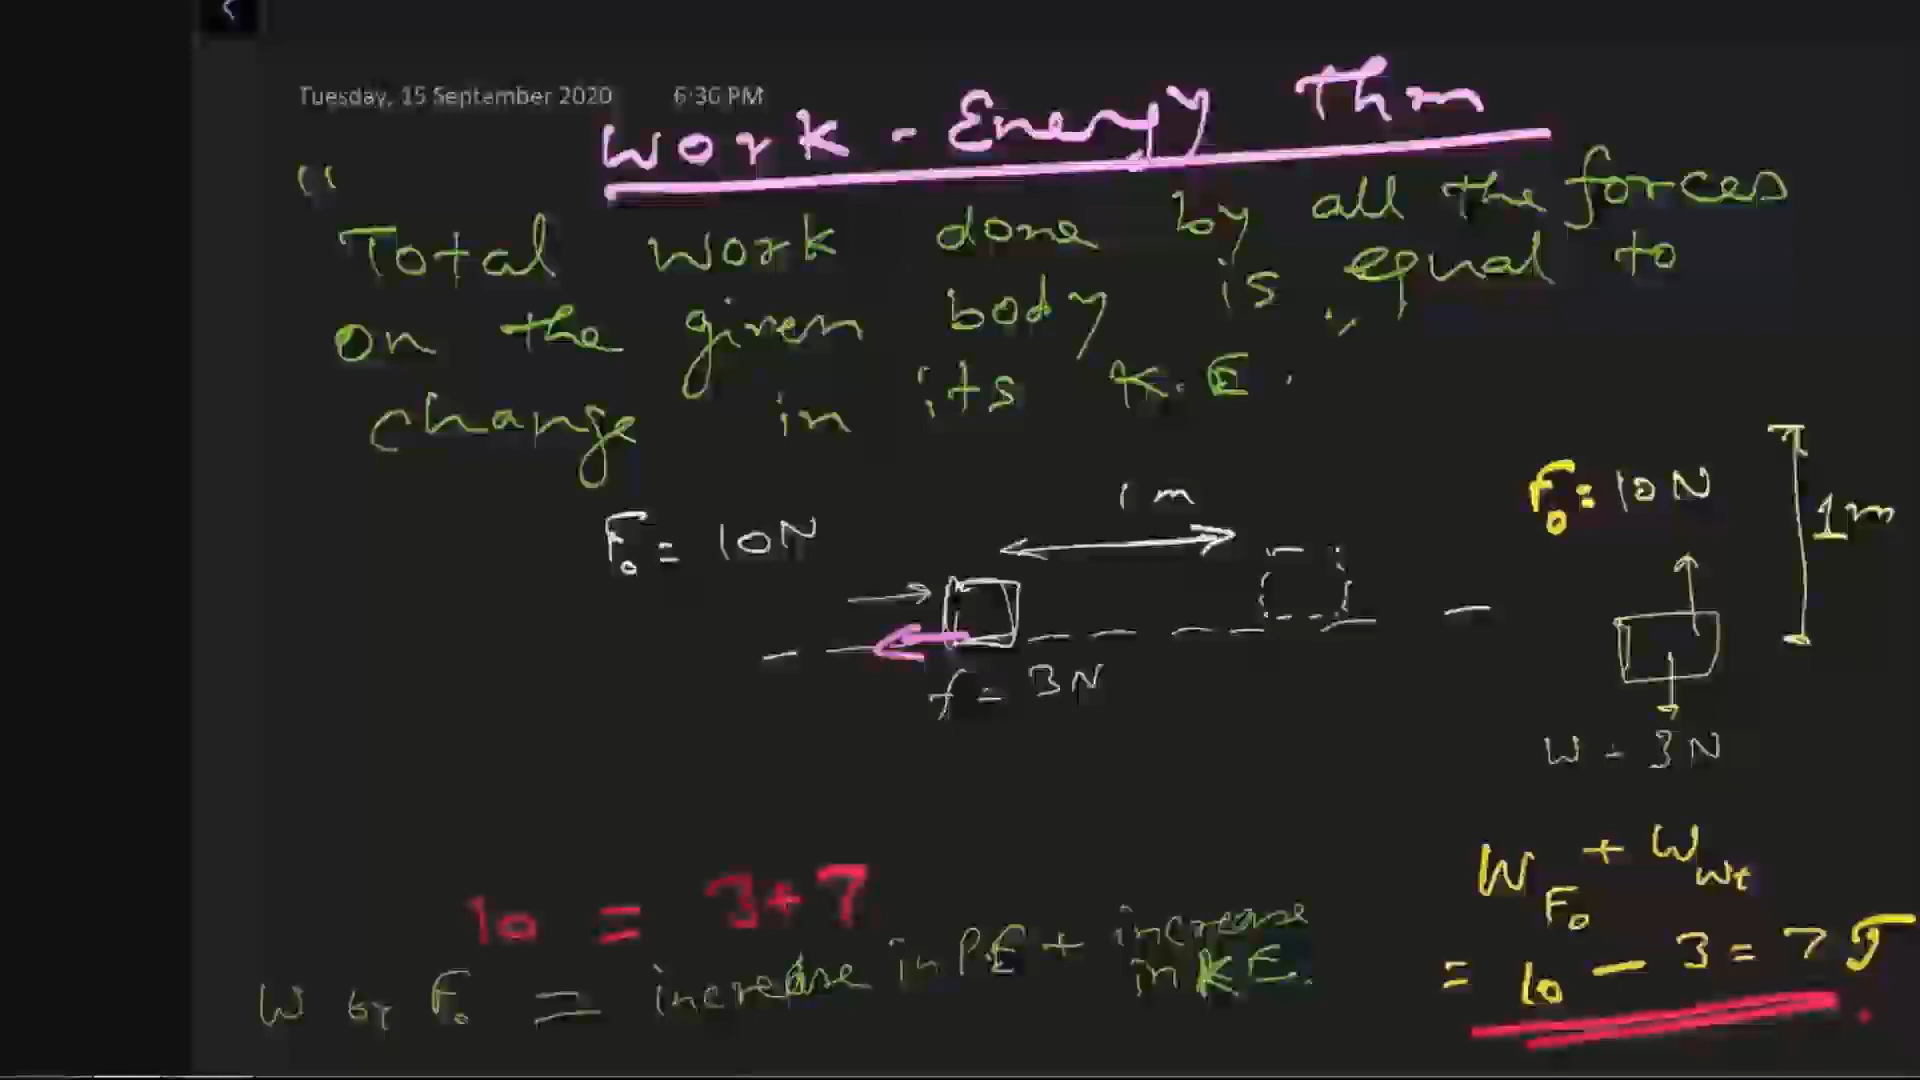 Tuesday, 15 September 2020 6:30 PM
Work - Energy Thm
"Total work done by all the forces
on the given body is equal to
change in its K.E."
F₀ = 10N
1 m
f = 3N
F₀ = 10N
1m
W = 3N
W_F₀ + W_Wt
= 10 - 3 = 7 J
10 = 3+7
W by F₀ = increase in P.E + increase in K.E.